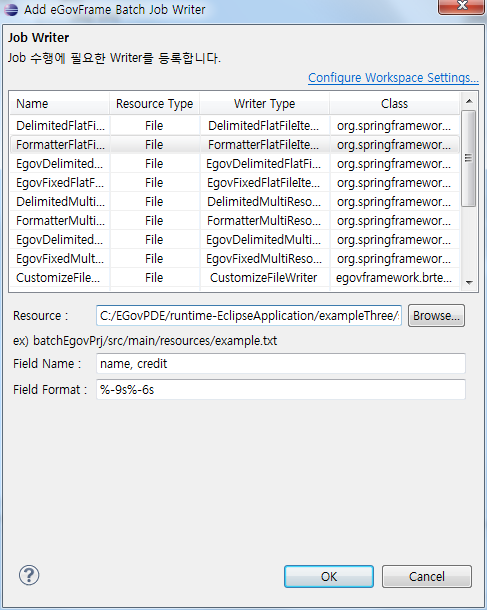 Add eGovFrame Batch Job Writer
Job Writer
Job 수행에 필요한 Writer를 등록합니다.
Configure Workspace Settings...
Name Resource Type Writer Type Class
DelimitedFlatFi... File DelimitedFlatFileIte... org.springframewor...
FormatterFlatFi... File FormatterFlatFileIte... org.springframewor...
EgovDelimited... File EgovDelimitedFlatFi... org.springframewor...
EgovFixedFlatF... File EgovFixedFlatFileIte... org.springframewor...
DelimitedMulti... File DelimitedMultiReso... org.springframewor...
FormatterMulti... File FormatterMultiReso... org.springframewor...
EgovDelimited... File EgovDelimitedMulti... org.springframewor...
EgovFixedMult... File EgovFixedMultiReso... org.springframewor...
CustomizeFile... File CustomizeFileWriter egovframework.brte...
Resource : C:/EGovPDE/runtime-EclipseApplication/exampleThree/ Browse...
ex) batchEgovPrj/src/main/resources/example.txt
Field Name : name, credit
Field Format : %-9s%-6s
? OK Cancel